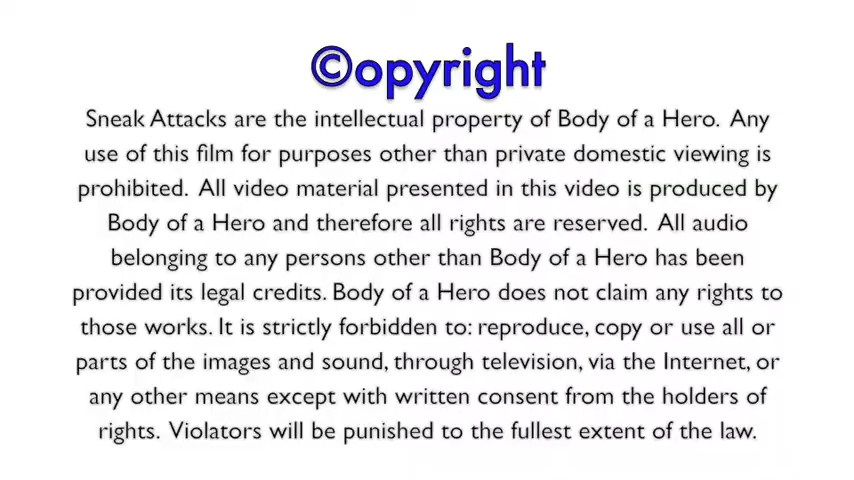 ©opyright
Sneak Attacks are the intellectual property of Body of a Hero. Any
use of this film for purposes other than private domestic viewing is
prohibited. All video material presented in this video is produced by
Body of a Hero and therefore all rights are reserved. All audio
belonging to any persons other than Body of a Hero has been
provided its legal credits. Body of a Hero does not claim any rights to
those works. It is strictly forbidden to: reproduce, copy or use all or
parts of the images and sound, through television, via the Internet, or
any other means except with written consent from the holders of
rights. Violators will be punished to the fullest extent of the law.